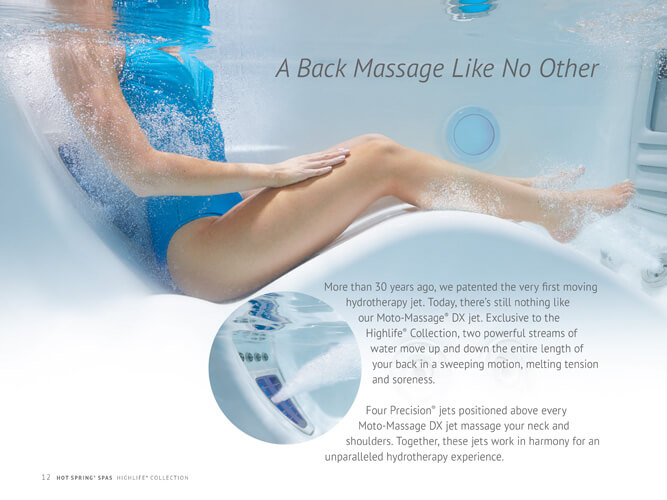 A Back Massage Like No Other
More than 30 years ago, we patented the very first moving
hydrotherapy jet. Today, there's still nothing like
our Moto-Massage® DX jet. Exclusive to the
Highlife® Collection, two powerful streams of
water move up and down the entire length of
your back in a sweeping motion, melting tension
and soreness.
Four Precision® jets positioned above every
Moto-Massage DX jet massage your neck and
shoulders. Together, these jets work in harmony for an
unparalleled hydrotherapy experience.
12 HOT SPRING® SPAS HIGHLIFE® COLLECTION